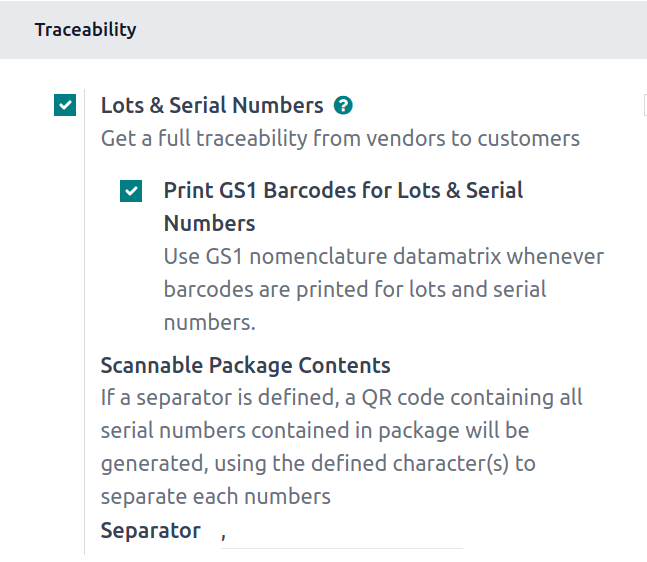 Traceability
Lots & Serial Numbers ?
Get a full traceability from vendors to customers
Print GS1 Barcodes for Lots & Serial
Numbers
Use GS1 nomenclature datamatrix whenever
barcodes are printed for lots and serial
numbers.
Scannable Package Contents
If a separator is defined, a QR code containing all
serial numbers contained in package will be
generated, using the defined character(s) to
separate each numbers
Separator ,